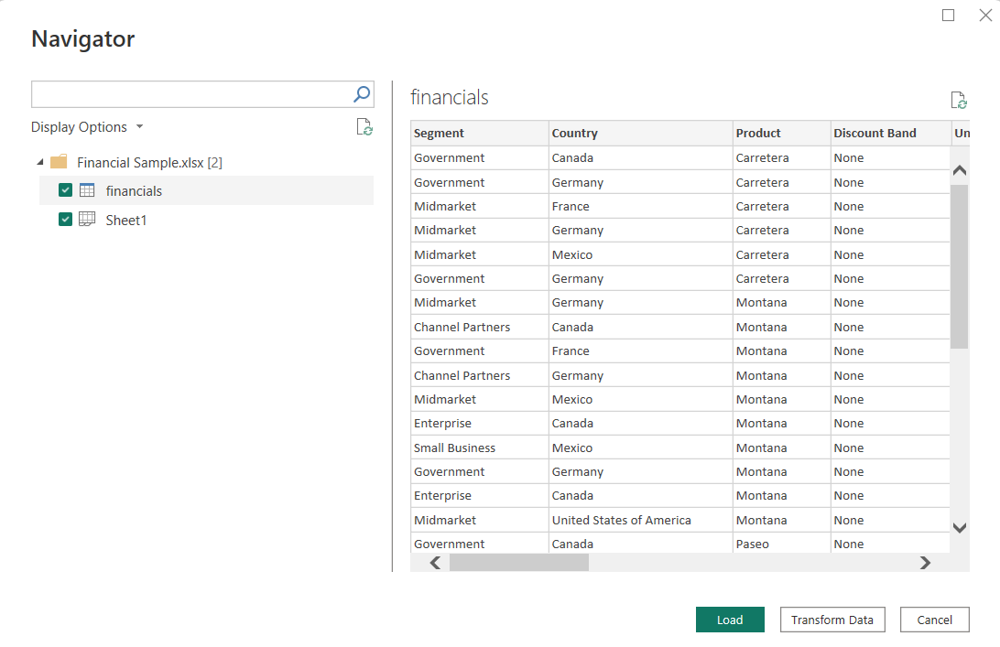 Navigator
Display Options
Financial Sample.xlsx [2]
financials
Sheet1
financials
Segment Country Product Discount Band Un
Government Canada Carretera None
Government Germany Carretera None
Midmarket France Carretera None
Midmarket Germany Carretera None
Midmarket Mexico Carretera None
Government Germany Carretera None
Midmarket Germany Montana None
Channel Partners Canada Montana None
Government France Montana None
Channel Partners Germany Montana None
Midmarket Mexico Montana None
Enterprise Canada Montana None
Small Business Mexico Montana None
Government Germany Montana None
Enterprise Canada Montana None
Midmarket United States of America Montana None
Government Canada Paseo None
Load Transform Data Cancel